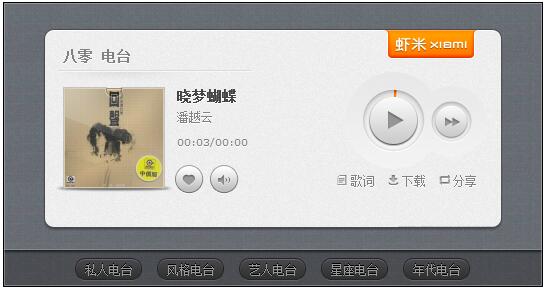 虾米 xiami
八零 电台
晓梦蝴蝶
潘越云
00:03/00:00
歌词 下载 分享
私人电台 风格电台 艺人电台 星座电台 年代电台